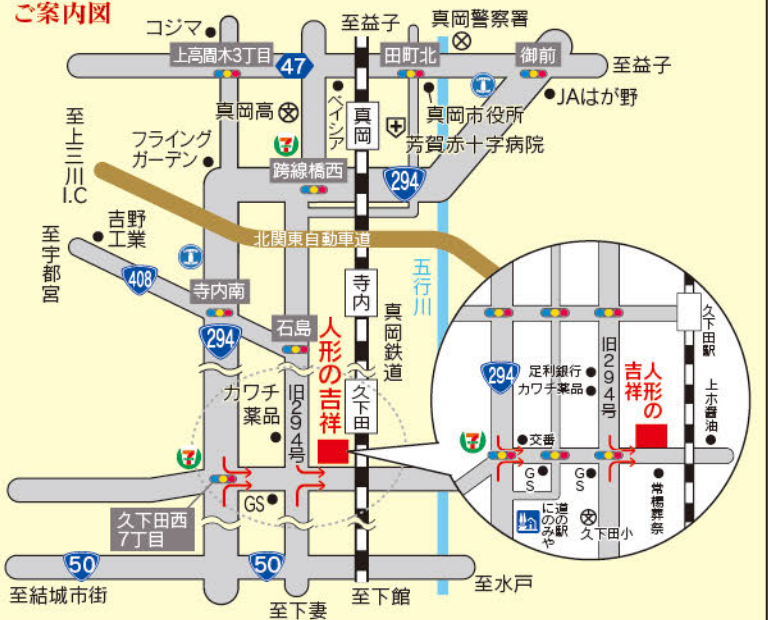 ご案内図
コジマ
至益子
真岡警察署
上高間木3丁目
47
田町北
御前
至益子
JAはが野
真岡高
ベイシア
真岡
真岡市役所
芳賀赤十字病院
至上三川I.C
フライング
ガーデン
跨線橋西
294
吉野
工業
北関東自動車道
至宇都宮
408
寺内南
寺内
五行川
294
石島
人形の吉祥
真岡鉄道
カワチ
薬品
旧294号
久下田
久下田駅
294
足利銀行
カワチ薬品
旧294号
人形の
吉祥
上ホ醤油
交番
GS
GS
道の駅
にのみや
久下田小
常楊葬祭
GS
久下田西
7丁目
50
50
至結城市街
至下妻
至下館
至水戸